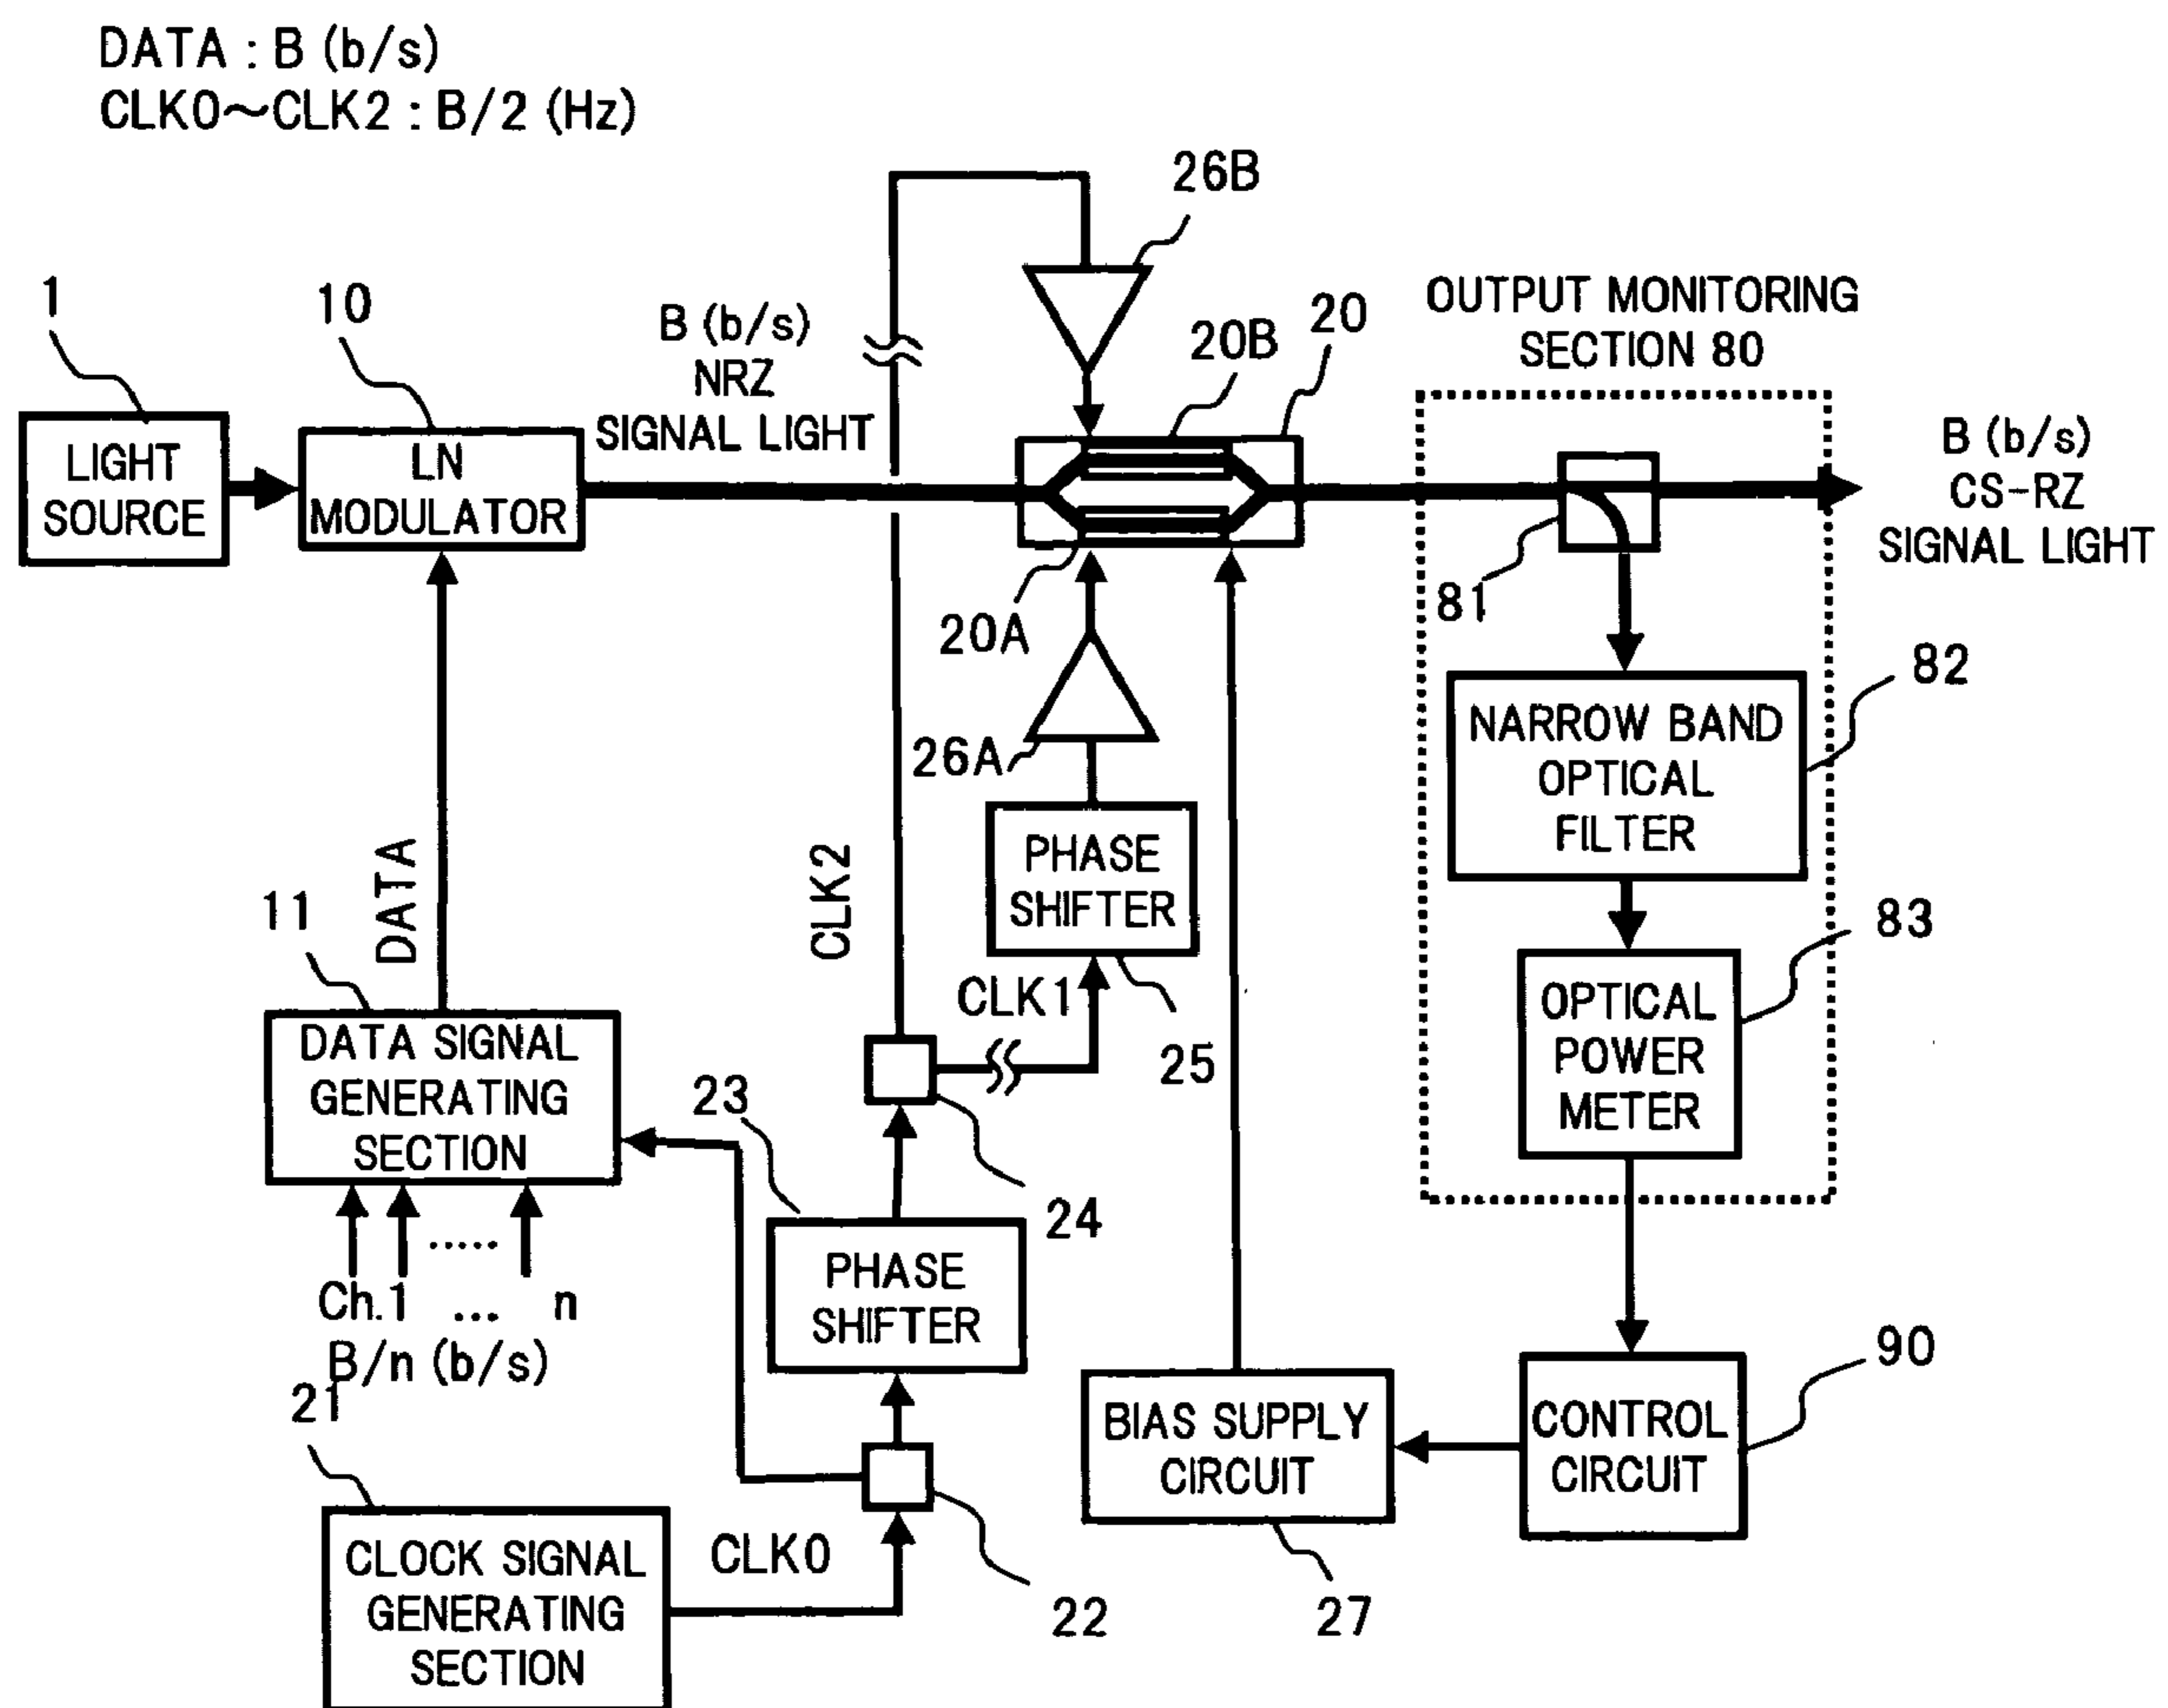 DATA : B (b/s)
CLK0~CLK2 : B/2 (Hz)
26B
1
10
B (b/s)
NRZ
SIGNAL LIGHT
20B
20
OUTPUT MONITORING
SECTION 80
LIGHT
SOURCE
LN
MODULATOR
B (b/s)
CS-RZ
SIGNAL LIGHT
20A
81
82
26A
NARROW BAND
OPTICAL
FILTER
DATA
CLK2
PHASE
SHIFTER
11
CLK1
25
83
DATA SIGNAL
GENERATING
SECTION
OPTICAL
POWER
METER
23
24
Ch.1 ..... n
...
B/n (b/s)
PHASE
SHIFTER
21
90
BIAS SUPPLY
CIRCUIT
CONTROL
CIRCUIT
CLOCK SIGNAL
GENERATING
SECTION
CLK0
22
27